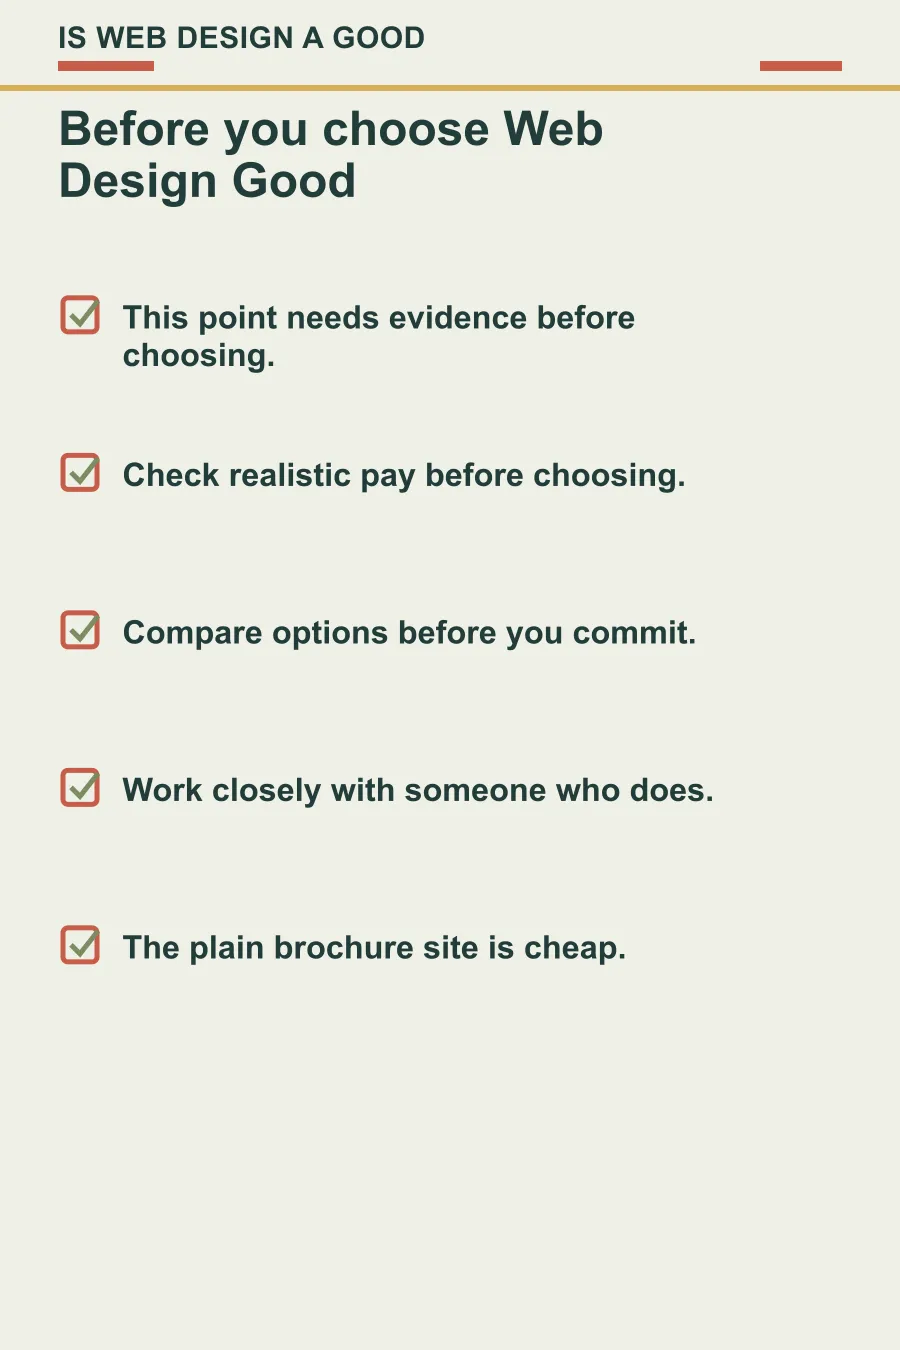 IS WEB DESIGN A GOOD
Before you choose Web
Design Good
This point needs evidence before
choosing.
Check realistic pay before choosing.
Compare options before you commit.
Work closely with someone who does.
The plain brochure site is cheap.